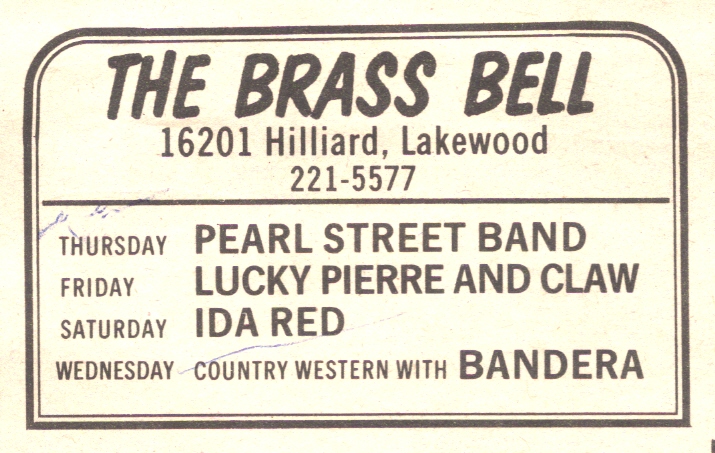 THE BRASS BELL
16201 Hilliard, Lakewood
221-5577
THURSDAY PEARL STREET BAND
FRIDAY LUCKY PIERRE AND CLAW
SATURDAY IDA RED
WEDNESDAY COUNTRY WESTERN WITH BANDERA